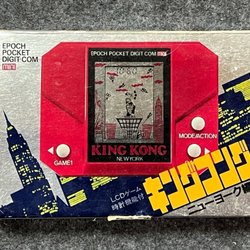 EPOCH
POCKET
DIGIT COM
EPOCH POCKET DIGIT COM
KING KONG
NEW YORK
MODE/ACTION
GAME1
LCDゲーム
時計機能付
キングコング
ニューヨーク